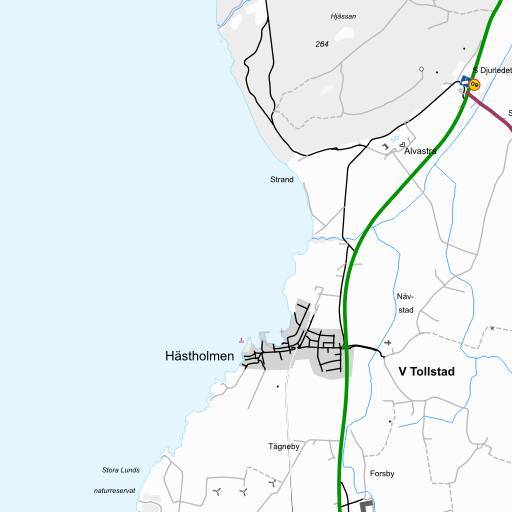 Hjässan
264
S Djurledet
S
Alvastra
Strand
Näv-
stad
Hästholmen
V Tollstad
Tägneby
Stora Lunds
naturreservat
Forsby